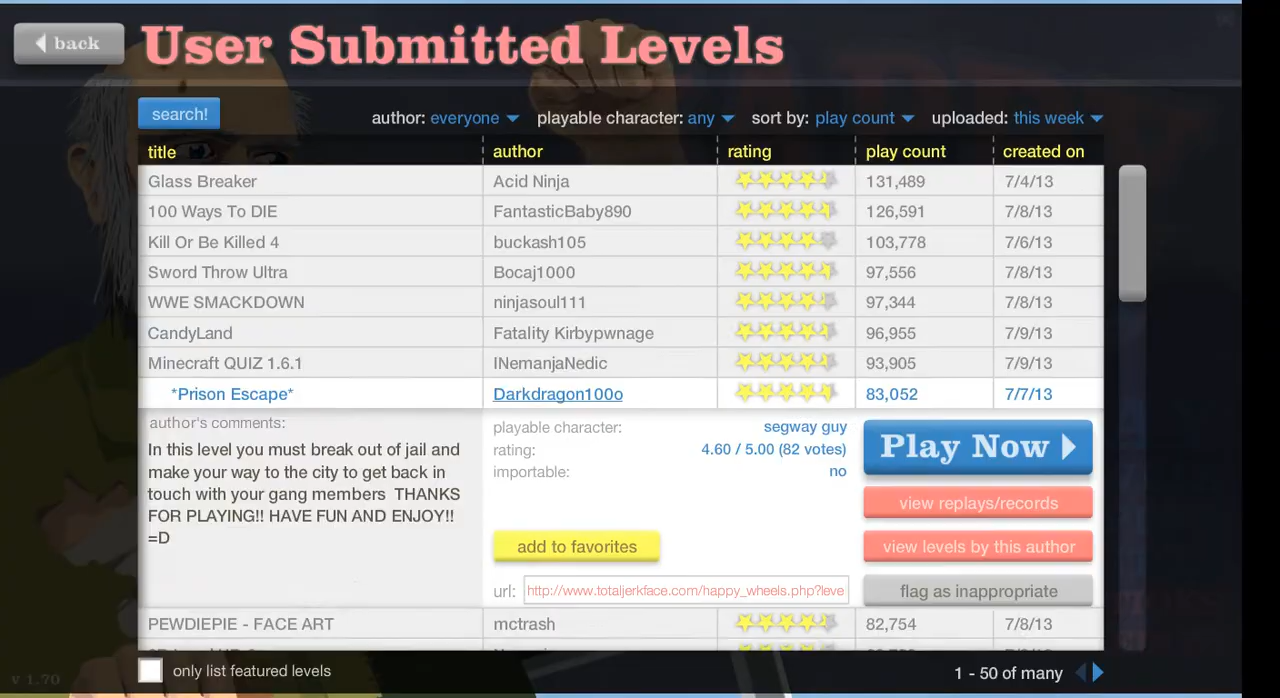 back
User Submitted Levels
search!
author: everyone playable character: any sort by: play count uploaded: this week
title author rating play count created on
Glass Breaker Acid Ninja 131,489 7/4/13
100 Ways To DIE FantasticBaby890 126,591 7/8/13
Kill Or Be Killed 4 buckash105 103,778 7/6/13
Sword Throw Ultra Bocaj1000 97,556 7/8/13
WWE SMACKDOWN ninjasoul111 97,344 7/8/13
CandyLand Fatality Kirbypwnage 96,955 7/9/13
Minecraft QUIZ 1.6.1 INemanjaNedic 93,905 7/9/13
*Prison Escape* Darkdragon100o 83,052 7/7/13
author's comments:
In this level you must break out of jail and
make your way to the city to get back in
touch with your gang members THANKS
FOR PLAYING!! HAVE FUN AND ENJOY!!
=D
playable character: segway guy
rating: 4.60 / 5.00 (82 votes)
importable: no
add to favorites
url: http://www.totaljerkface.com/happy_wheels.php?leve
Play Now
view replays/records
view levels by this author
flag as inappropriate
PEWDIEPIE - FACE ART mctrash 82,754 7/8/13
only list featured levels
1 - 50 of many
v 1.70